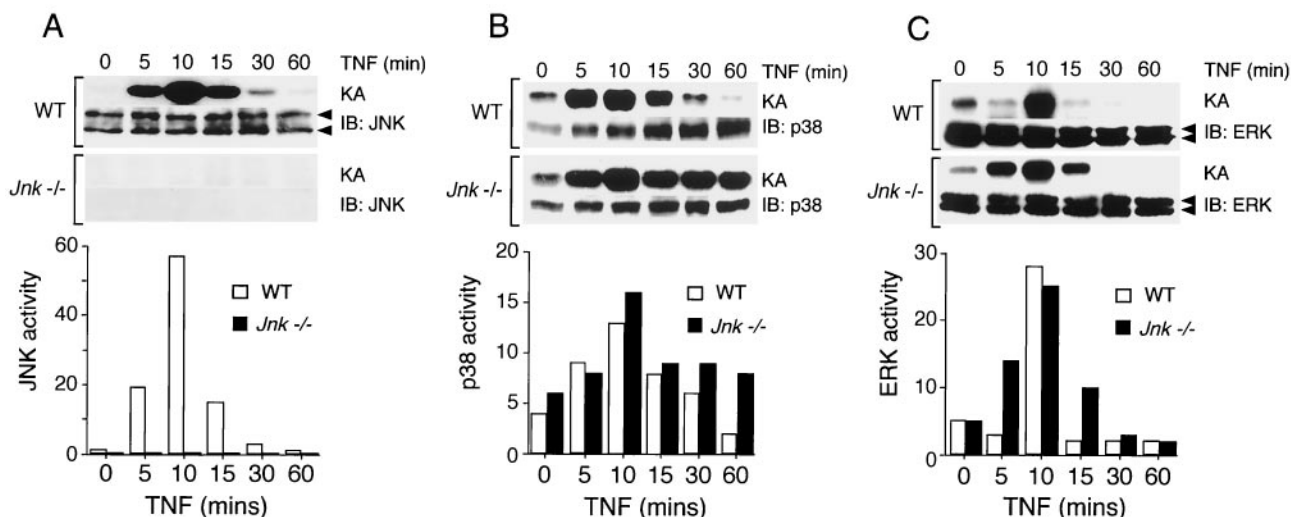 A
0 5 10 15 30 60 TNF (min)
WT
KA
IB: JNK
Jnk -/-
KA
IB: JNK
60
40
20
0
JNK activity
WT
Jnk -/-
0 5 10 15 30 60
TNF (mins)
B
0 5 10 15 30 60 TNF (min)
WT
KA
IB: p38
Jnk -/-
KA
IB: p38
20
15
10
5
0
p38 activity
WT
Jnk -/-
0 5 10 15 30 60
TNF (mins)
C
0 5 10 15 30 60 TNF (min)
WT
KA
IB: ERK
Jnk -/-
KA
IB: ERK
30
20
10
0
ERK activity
WT
Jnk -/-
0 5 10 15 30 60
TNF (mins)